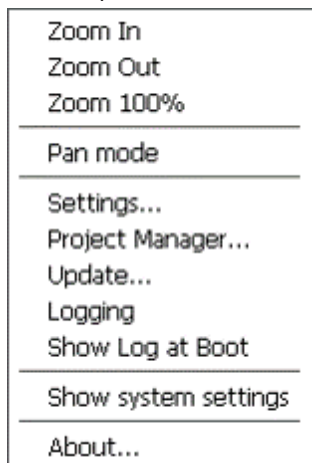 Zoom In
Zoom Out
Zoom 100%
Pan mode
Settings...
Project Manager...
Update...
Logging
Show Log at Boot
Show system settings
About...